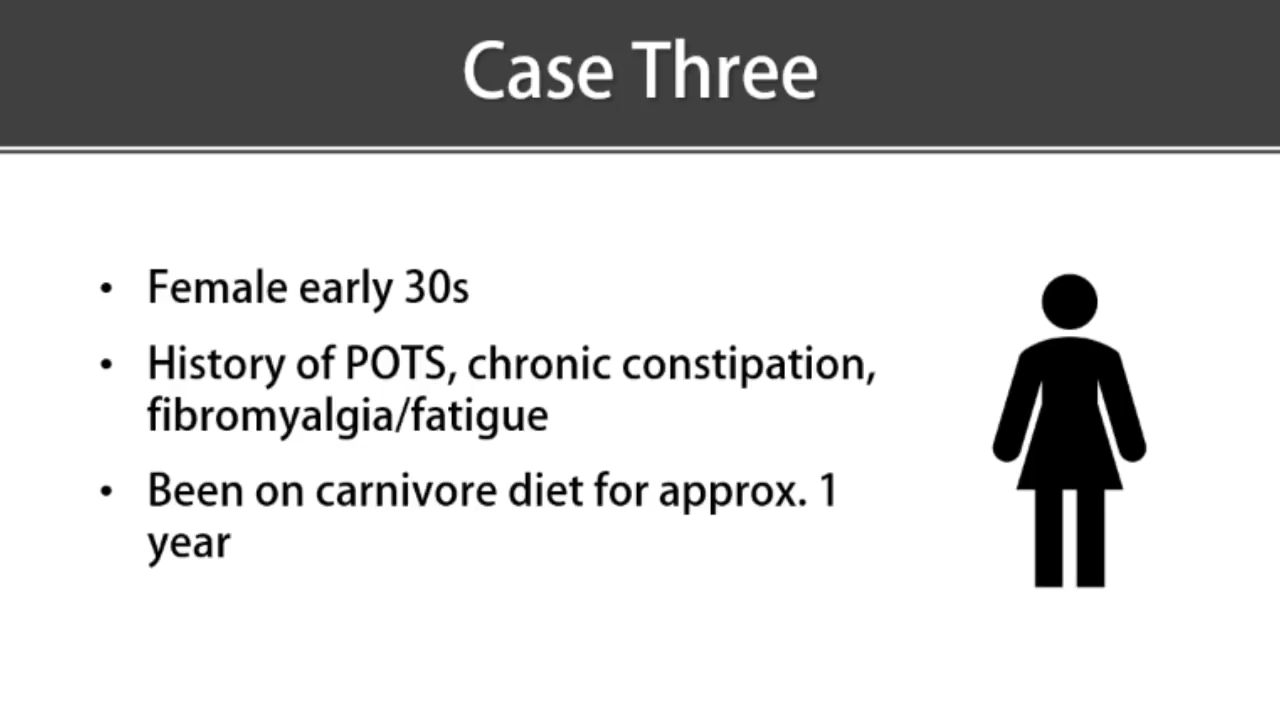 Case Three
• Female early 30s
• History of POTS, chronic constipation,
fibromyalgia/fatigue
• Been on carnivore diet for approx. 1
year